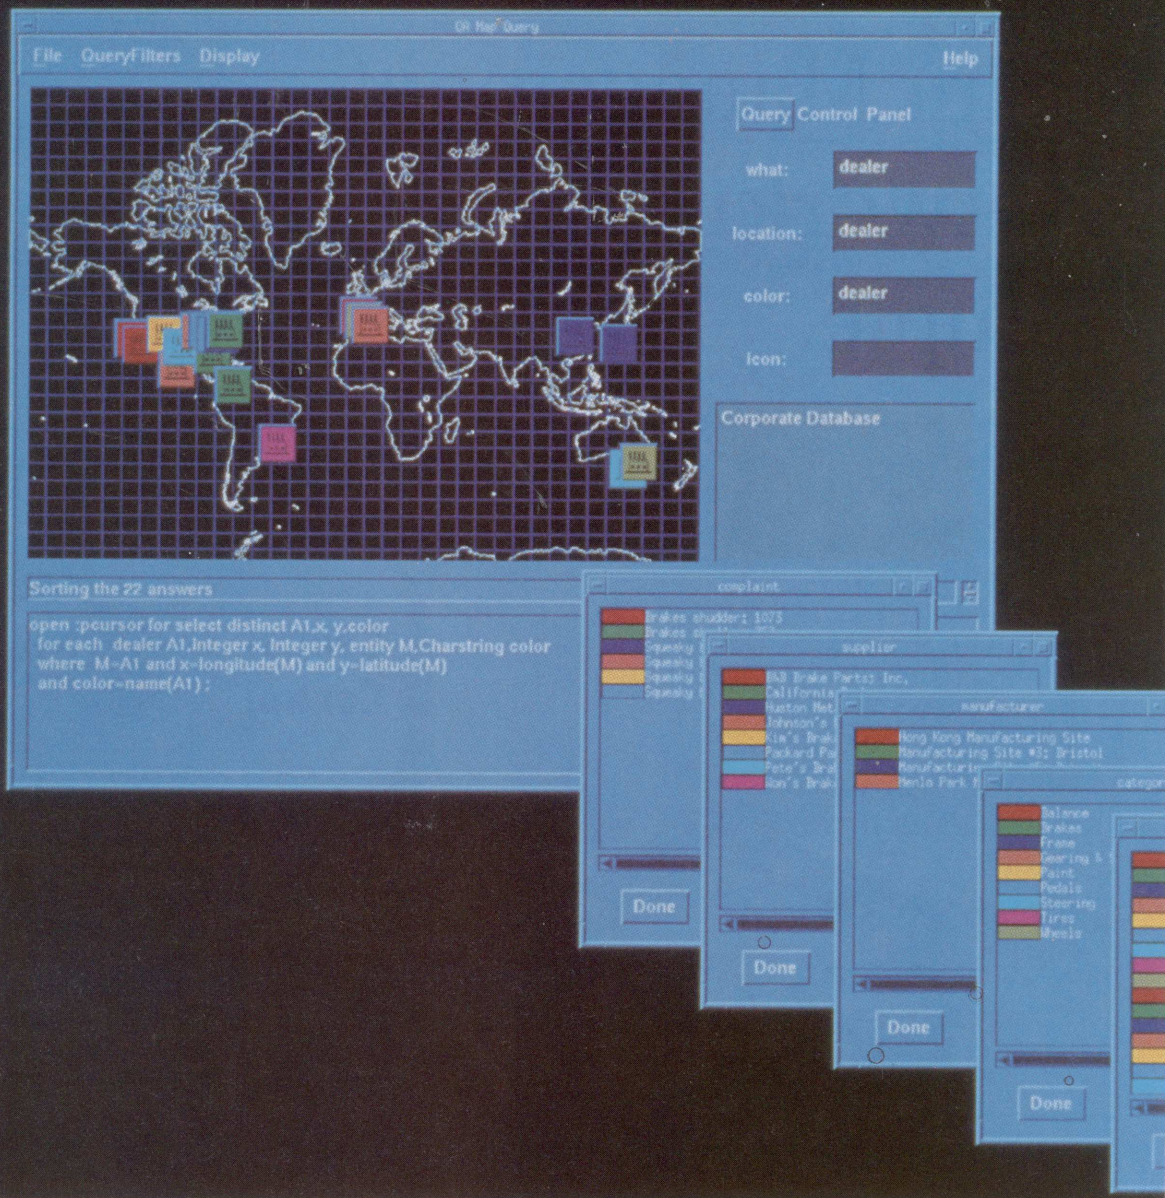 QA Map Query
File QueryFilters Display Help
Query Control Panel
what: dealer
location: dealer
color: dealer
icon:
Corporate Database
Sorting the 22 answers
open :pcursor for select distinct A1,x, y,color
for each dealer A1,Integer x, Integer y, entity M,Charstring color
where M=A1 and x=longitude(M) and y=latitude(M)
and color=name(A1) ;
complaint
Brakes shudder; 1073
Brakes
Squeaky
Squeaky
Squeaky
Squeaky
Done
supplier
B&B Brake Parts; Inc.
California
Huston Met
Johnson's
Kim's Brak
Packard Pa
Pete's Brak
Ron's Brak
Done
manufacturer
Hong Kong Manufacturing Site
Manufacturing Site #3; Bristol
Manufacturing
Menlo Park
Done
categor
Balance
Brakes
Frame
Gearing &
Paint
Pedals
Steering
Tires
Wheels
Done